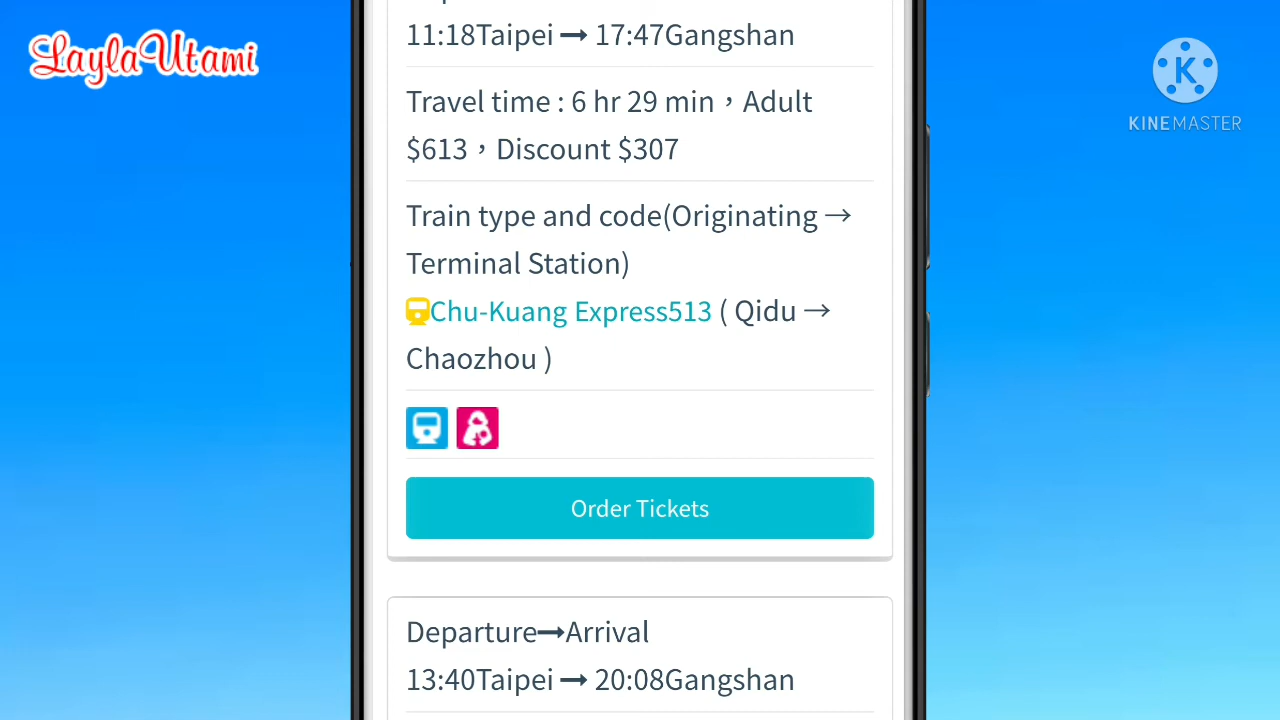 LaylaUtami
K
KINEMASTER
11:18Taipei → 17:47Gangshan
Travel time : 6 hr 29 min，Adult
$613，Discount $307
Train type and code(Originating →
Terminal Station)
Chu-Kuang Express513 ( Qidu →
Chaozhou )
Order Tickets
Departure→Arrival
13:40Taipei → 20:08Gangshan